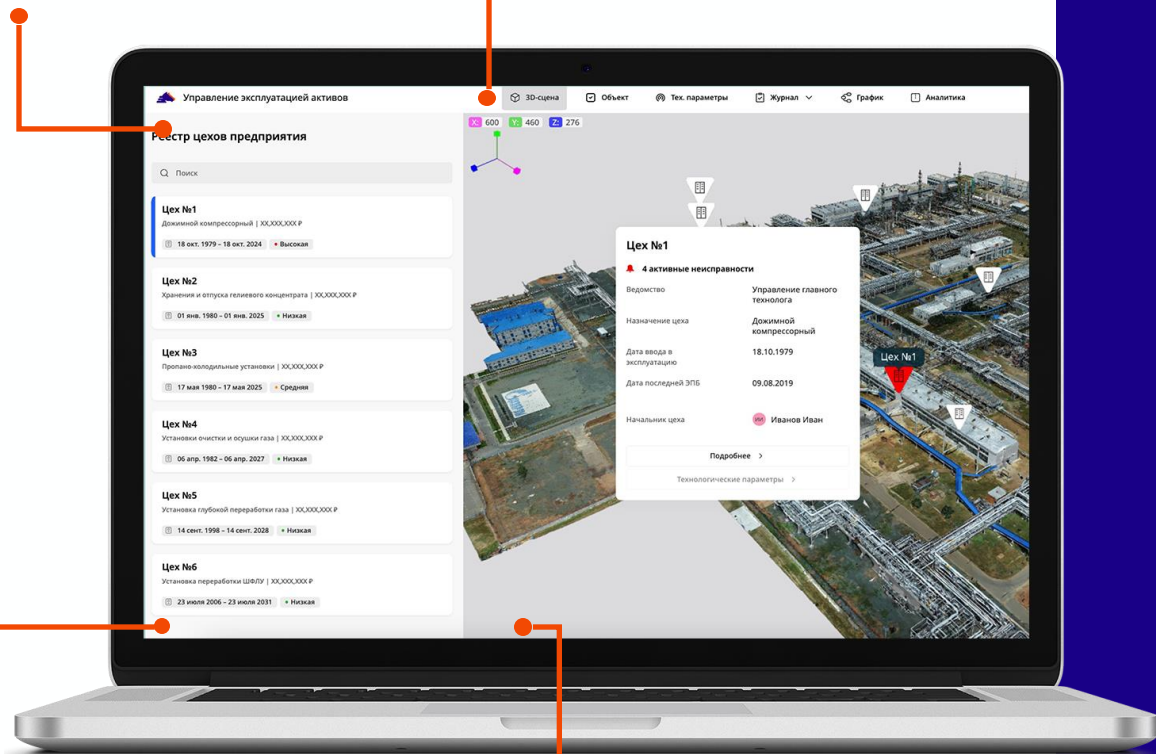 Управление эксплуатацией активов
3D-сцена
Объект
Тех. параметры
Журнал
График
Аналитика
Реестр цехов предприятия
Поиск
Цех №1
Дожимной компрессорный | XX,XXX,XXX ₽
18 окт. 1979 – 18 окт. 2024 • Высокая
Цех №2
Хранения и отпуска гелиевого концентрата | XX,XXX,XXX ₽
01 янв. 1980 – 01 янв. 2025 • Низкая
Цех №3
Пропано-холодильные установки | XX,XXX,XXX ₽
17 мая 1980 – 17 мая 2025 • Средняя
Цех №4
Установки очистки и осушки газа | XX,XXX,XXX ₽
06 апр. 1982 – 06 апр. 2027 • Низкая
Цех №5
Установка глубокой переработки газа | XX,XXX,XXX ₽
14 сент. 1998 – 14 сент. 2028 • Низкая
Цех №6
Установка переработки ШФЛУ | XX,XXX,XXX ₽
23 июля 2006 – 23 июля 2031 • Низкая
X: 600 Y: 460 Z: 276
Цех №1
4 активные неисправности
Ведомство
Управление главного
технолога
Назначение цеха
Дожимной
компрессорный
Дата ввода в
эксплуатацию
18.10.1979
Дата последней ЭПБ
09.08.2019
Начальник цеха
ИИ Иванов Иван
Подробнее >
Технологические параметры >
Цех №1